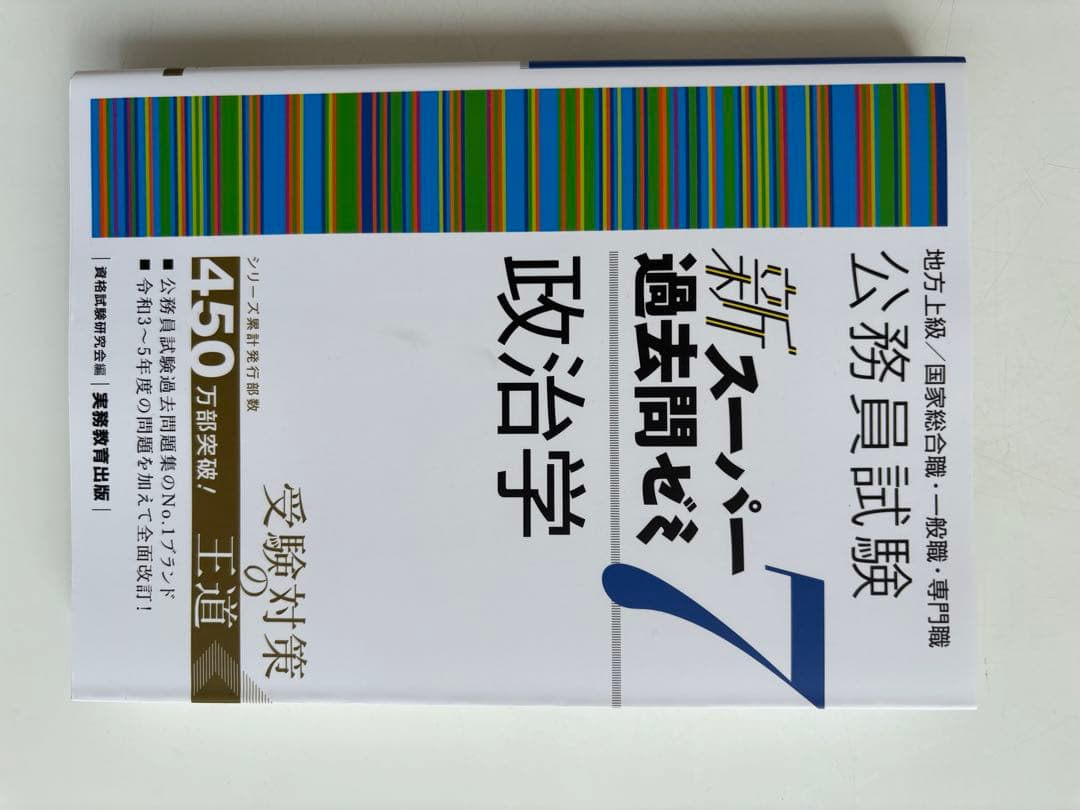 地方上級／国家総合職・一般職・専門職
公務員試験
新スーパー
過去問ゼミ7
政治学
受験対策の
王道
シリーズ累計発行部数
450万部突破！
■ 公務員試験過去問題集のNo.1ブランド
■ 令和3〜5年度の問題を加えて全面改訂！
|資格試験研究会編|実務教育出版|